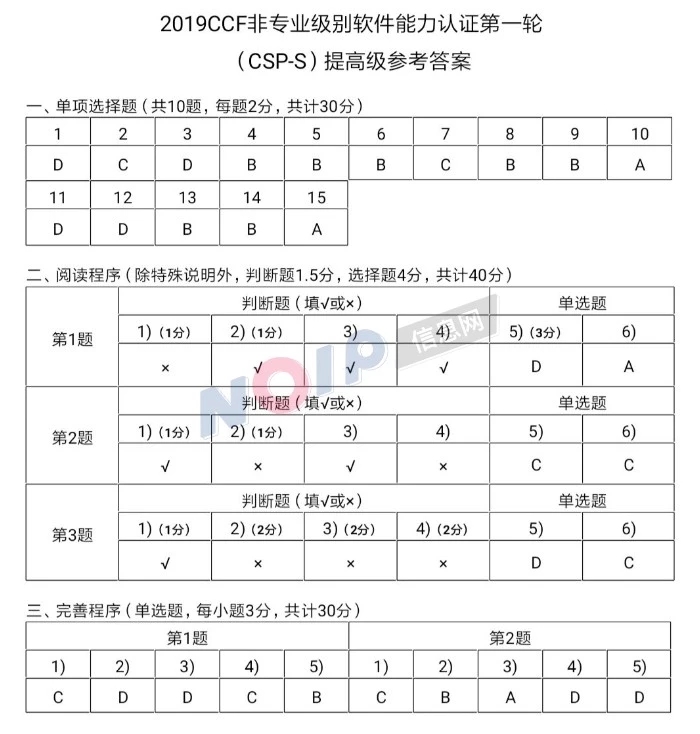 2019CCF非专业级别软件能力认证第一轮
（CSP-S）提高级参考答案
一、单项选择题（共10题，每题2分，共计30分）
1 2 3 4 5 6 7 8 9 10
D C D B B B C B B A
11 12 13 14 15
D D B B A
二、阅读程序（除特殊说明外，判断题1.5分，选择题4分，共计40分）
第1题
判断题（填√或×） 单选题
1)（1分） 2)（1分） 3) 4) 5)（3分） 6)
× √ √ √ D A
第2题
判断题（填√或×） 单选题
1)（1分） 2)（1分） 3) 4) 5) 6)
√ × √ × C C
第3题
判断题（填√或×） 单选题
1)（1分） 2)（2分） 3)（2分） 4)（2分） 5) 6)
√ × × × D C
三、完善程序（单选题，每小题3分，共计30分）
第1题 第2题
1) 2) 3) 4) 5) 1) 2) 3) 4) 5)
C D D C B C B A D D
NOIP 信息网